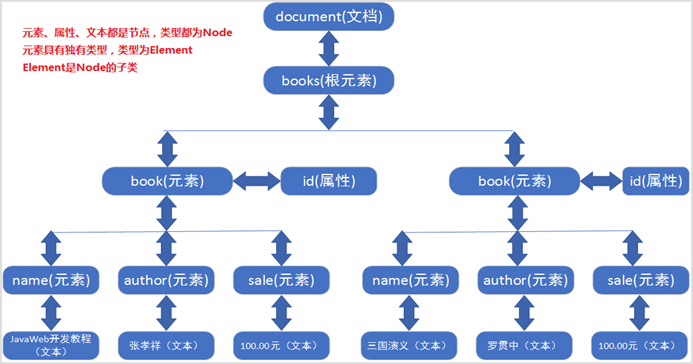 document(文档)
元素、属性、文本都是节点，类型都为Node
元素具有独有类型，类型为Element
Element是Node的子类
books(根元素)
book(元素) id(属性) book(元素) id(属性)
name(元素) author(元素) sale(元素) name(元素) author(元素) sale(元素)
JavaWeb开发教程
（文本） 张孝祥（文本） 100.00元（文本） 三国演义（文本） 罗贯中（文本） 100.00元（文本）